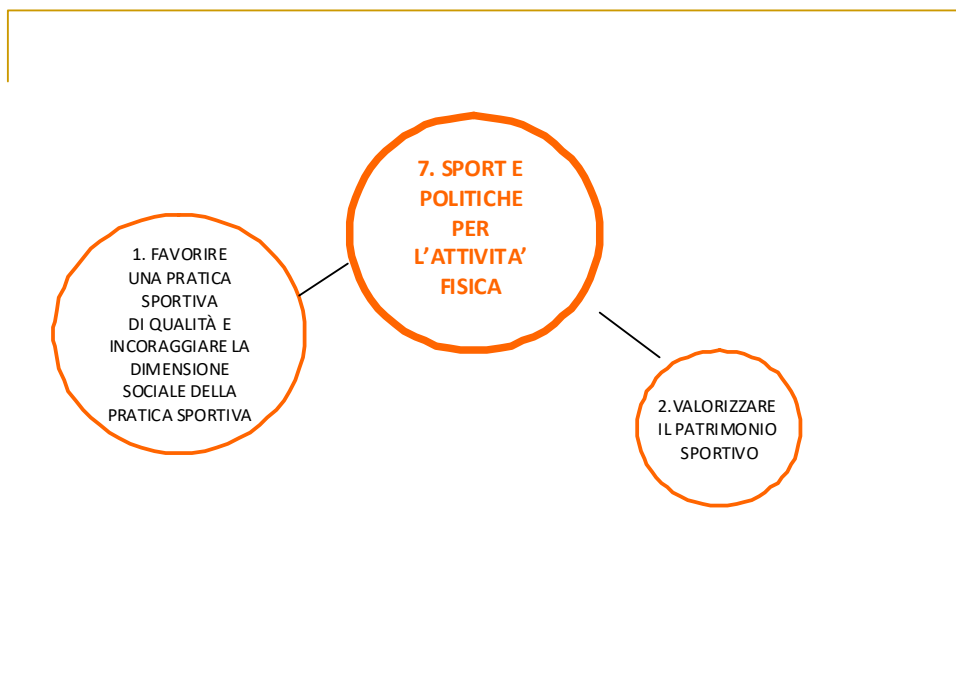 7. SPORT E
POLITICHE
PER
L’ATTIVITA’
FISICA
1. FAVORIRE
UNA PRATICA
SPORTIVA
DI QUALITÀ E
INCORAGGIARE LA
DIMENSIONE
SOCIALE DELLA
PRATICA SPORTIVA
2.VALORIZZARE
IL PATRIMONIO
SPORTIVO